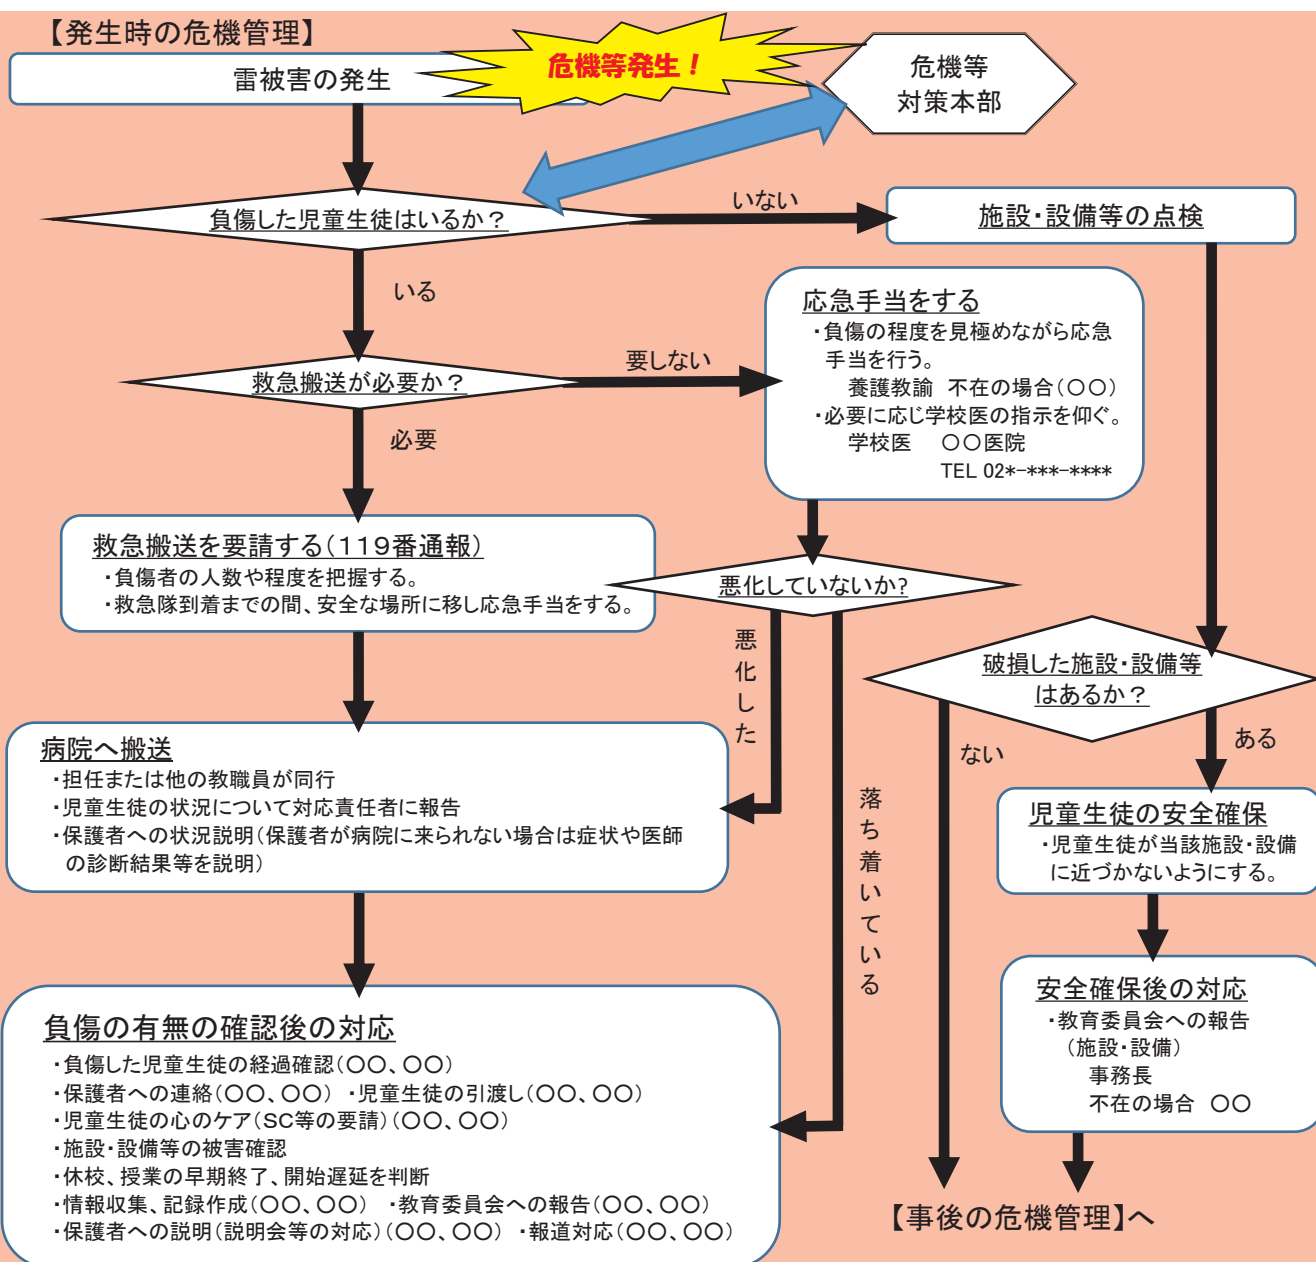 【発生時の危機管理】
危機等発生！
雷被害の発生
危機等
対策本部
負傷した児童生徒はいるか？
いない
施設・設備等の点検
いる
救急搬送が必要か？
要しない
応急手当をする
・負傷の程度を見極めながら応急
手当を行う。
養護教諭 不在の場合（〇〇）
・必要に応じ学校医の指示を仰ぐ。
学校医 〇〇医院
TEL 02*-***-****
必要
救急搬送を要請する（119番通報）
・負傷者の人数や程度を把握する。
・救急隊到着までの間、安全な場所に移し応急手当をする。
悪化していないか?
悪化した
落ち着いている
破損した施設・設備等
はあるか？
ない
ある
病院へ搬送
・担任または他の教職員が同行
・児童生徒の状況について対応責任者に報告
・保護者への状況説明（保護者が病院に来られない場合は症状や医師
の診断結果等を説明）
児童生徒の安全確保
・児童生徒が当該施設・設備
に近づかないようにする。
安全確保後の対応
・教育委員会への報告
（施設・設備）
事務長
不在の場合 〇〇
負傷の有無の確認後の対応
・負傷した児童生徒の経過確認（〇〇、〇〇）
・保護者への連絡（〇〇、〇〇） ・児童生徒の引渡し（〇〇、〇〇）
・児童生徒の心のケア（SC等の要請）（〇〇、〇〇）
・施設・設備等の被害確認
・休校、授業の早期終了、開始遅延を判断
・情報収集、記録作成（〇〇、〇〇） ・教育委員会への報告（〇〇、〇〇）
・保護者への説明（説明会等の対応）（〇〇、〇〇） ・報道対応（〇〇、〇〇）
【事後の危機管理】へ